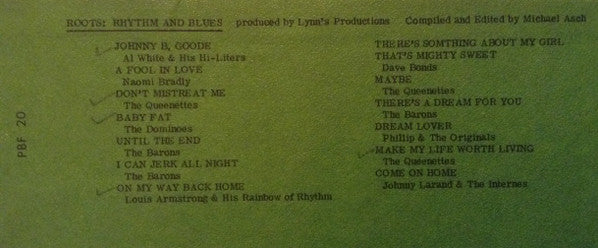 ROOTS: RHYTHM AND BLUES produced by Lynn's Productions Compiled and Edited by Michael Asch
JOHNNY B. GOODE
Al White & His Hi-Liters
A FOOL IN LOVE
Naomi Bradly
DON'T MISTREAT ME
The Queenettes
BABY FAT
The Dominoes
UNTIL THE END
The Barons
I CAN JERK ALL NIGHT
The Barons
ON MY WAY BACK HOME
Louis Armstrong & His Rainbow of Rhythm
THERE'S SOMTHING ABOUT MY GIRL
THAT'S MIGHTY SWEET
Dave Bonds
MAYBE
The Queenettes
THERE'S A DREAM FOR YOU
The Barons
DREAM LOVER
Phillip & The Originals
MAKE MY LIFE WORTH LIVING
The Queenettes
COME ON HOME
Johnny Larand & The Internes
PBF 20